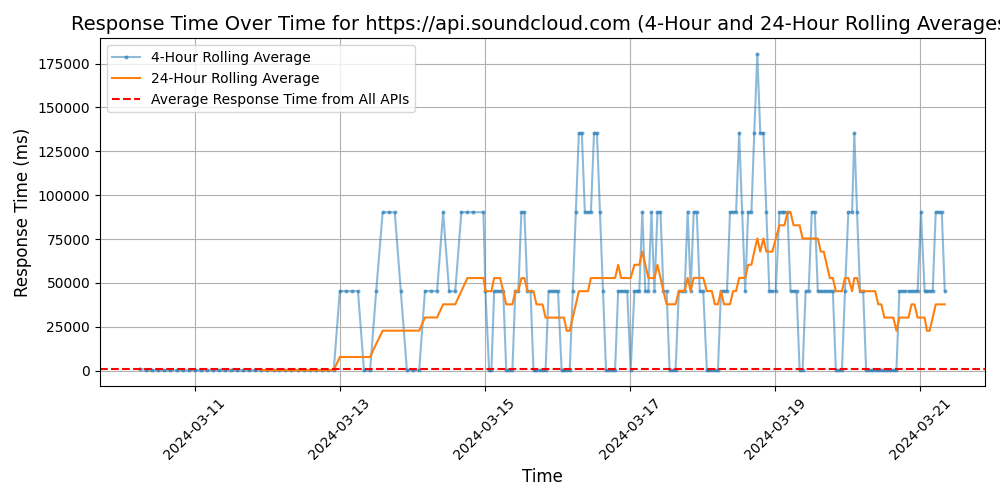 Response Time Over Time for https://api.soundcloud.com (4-Hour and 24-Hour Rolling Averages
4-Hour Rolling Average
24-Hour Rolling Average
Average Response Time from All APIs
Response Time (ms)
175000
150000
125000
100000
75000
50000
25000
0
2024-03-11
2024-03-13
2024-03-15
2024-03-17
2024-03-19
2024-03-21
Time